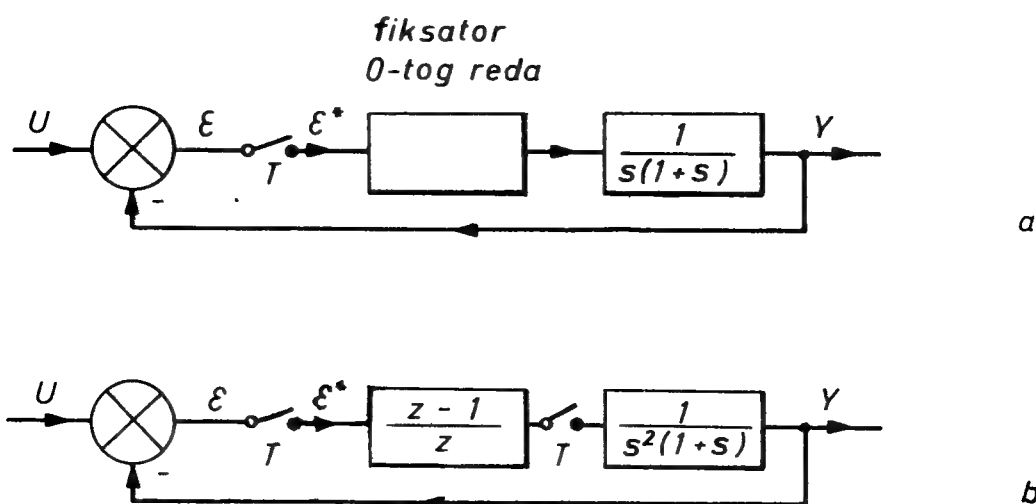 fiksator
0-tog reda
U ε T ε* 1 Y
s(1+s)
-
a
U ε T ε* z - 1 T 1 Y
z s²(1+s)
-
b